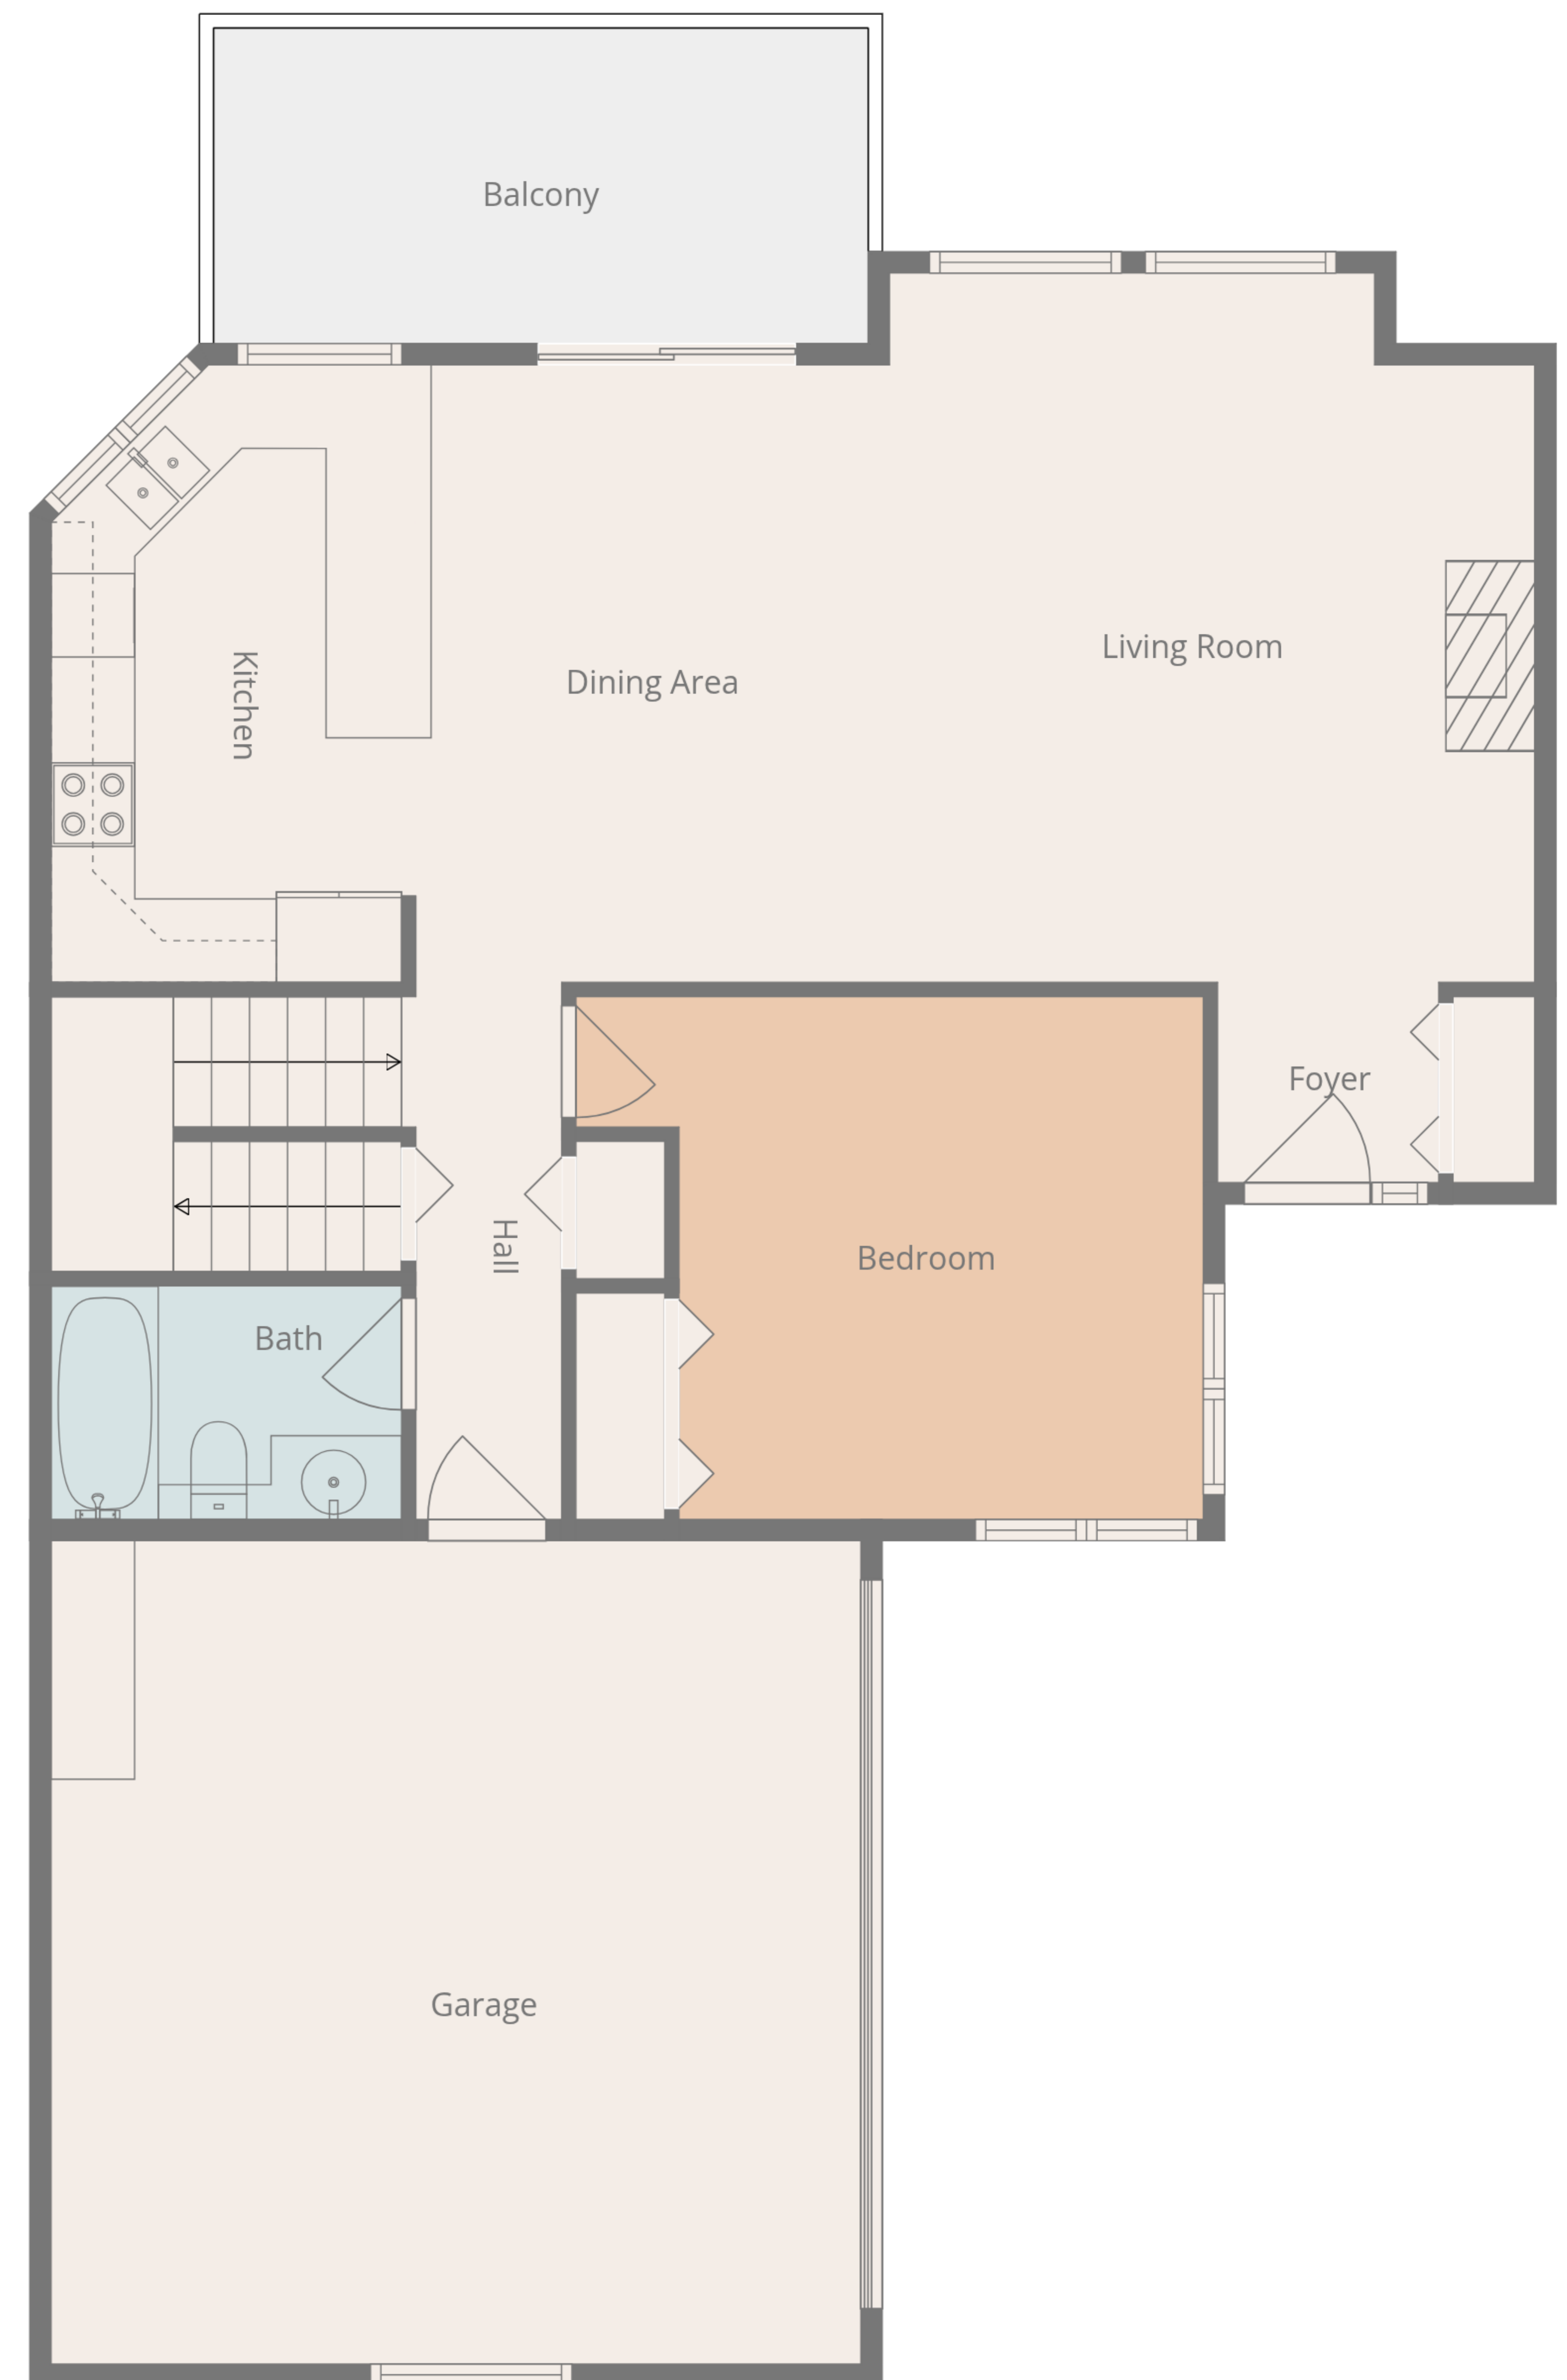 Balcony
Living Room
Kitchen
Dining Area
Foyer
Hall
Bedroom
Bath
Garage